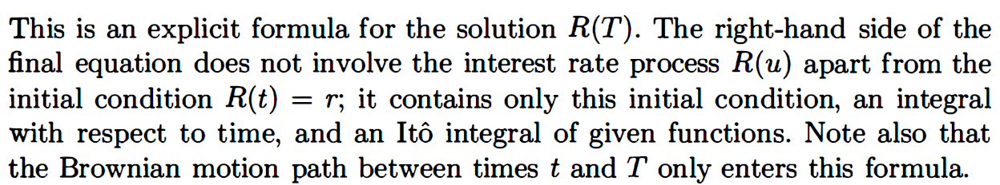 This is an explicit formula for the solution R(T). The right-hand side of the
final equation does not involve the interest rate process R(u) apart from the
initial condition R(t) = r; it contains only this initial condition, an integral
with respect to time, and an Itô integral of given functions. Note also that
the Brownian motion path between times t and T only enters this formula.